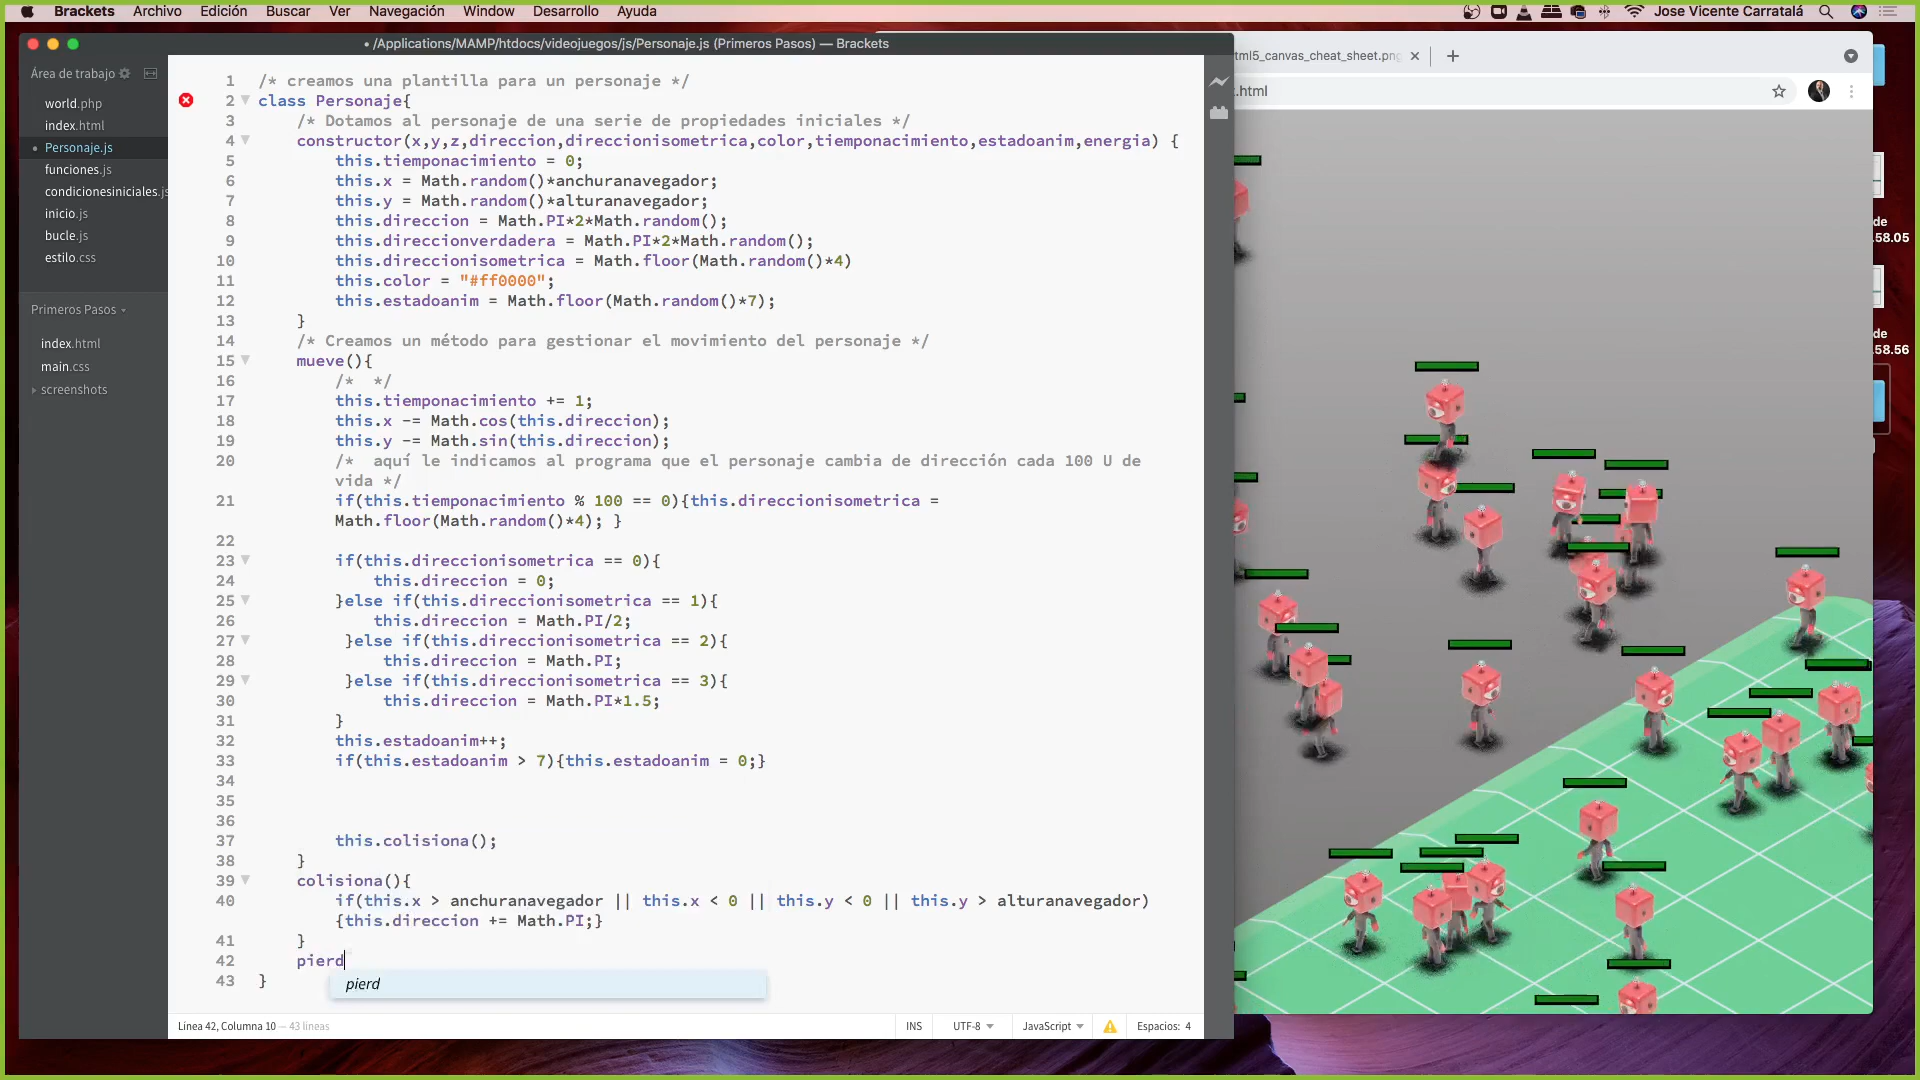 Brackets Archivo Edición Buscar Ver Navegación Window Desarrollo Ayuda Jose Vicente Carratalá
• /Applications/MAMP/htdocs/videojuegos/js/Personaje.js (Primeros Pasos) — Brackets
tml5_canvas_cheat_sheet.png
.html
Área de trabajo
world.php
index.html
Personaje.js
funciones.js
condicionesiniciales.js
inicio.js
bucle.js
estilo.css
Primeros Pasos
index.html
main.css
screenshots
1 /* creamos una plantilla para un personaje */
2 class Personaje{
3 /* Dotamos al personaje de una serie de propiedades iniciales */
4 constructor(x,y,z,direccion,direccionisometrica,color,tiemponacimiento,estadoanim,energia) {
5 this.tiemponacimiento = 0;
6 this.x = Math.random()*anchuranavegador;
7 this.y = Math.random()*alturanavegador;
8 this.direccion = Math.PI*2*Math.random();
9 this.direccionverdadera = Math.PI*2*Math.random();
10 this.direccionisometrica = Math.floor(Math.random()*4)
11 this.color = "#ff0000";
12 this.estadoanim = Math.floor(Math.random()*7);
13 }
14 /* Creamos un método para gestionar el movimiento del personaje */
15 mueve(){
16 /*  */
17 this.tiemponacimiento += 1;
18 this.x -= Math.cos(this.direccion);
19 this.y -= Math.sin(this.direccion);
20 /*  aquí le indicamos al programa que el personaje cambia de dirección cada 100 U de
vida */
21 if(this.tiemponacimiento % 100 == 0){this.direccionisometrica =
Math.floor(Math.random()*4); }
22
23 if(this.direccionisometrica == 0){
24 this.direccion = 0;
25 }else if(this.direccionisometrica == 1){
26 this.direccion = Math.PI/2;
27 }else if(this.direccionisometrica == 2){
28 this.direccion = Math.PI;
29 }else if(this.direccionisometrica == 3){
30 this.direccion = Math.PI*1.5;
31 }
32 this.estadoanim++;
33 if(this.estadoanim > 7){this.estadoanim = 0;}
34
35
36
37 this.colisiona();
38 }
39 colisiona(){
40 if(this.x > anchuranavegador || this.x < 0 || this.y < 0 || this.y > alturanavegador)
{this.direccion += Math.PI;}
41 }
42 pierd
43 }
pierd
Línea 42, Columna 10 — 43 líneas INS UTF-8 JavaScript Espacios: 4
de
.58.05
de
.58.56